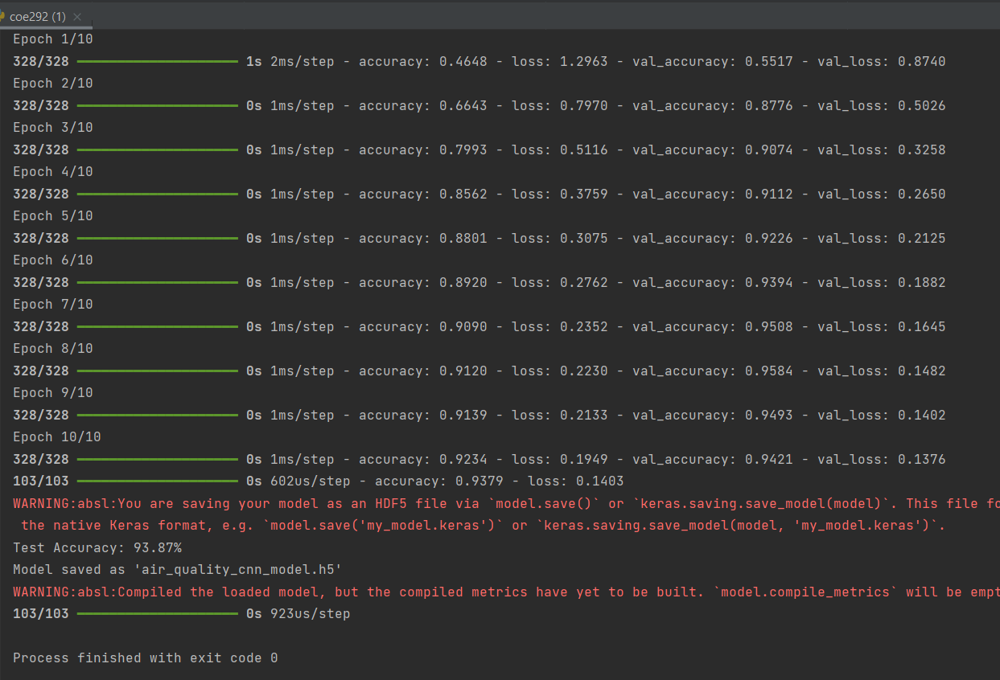 coe292 (1)
Epoch 1/10
328/328 1s 2ms/step - accuracy: 0.4648 - loss: 1.2963 - val_accuracy: 0.5517 - val_loss: 0.8740
Epoch 2/10
328/328 0s 1ms/step - accuracy: 0.6643 - loss: 0.7970 - val_accuracy: 0.8776 - val_loss: 0.5026
Epoch 3/10
328/328 0s 1ms/step - accuracy: 0.7993 - loss: 0.5116 - val_accuracy: 0.9074 - val_loss: 0.3258
Epoch 4/10
328/328 0s 1ms/step - accuracy: 0.8562 - loss: 0.3759 - val_accuracy: 0.9112 - val_loss: 0.2650
Epoch 5/10
328/328 0s 1ms/step - accuracy: 0.8801 - loss: 0.3075 - val_accuracy: 0.9226 - val_loss: 0.2125
Epoch 6/10
328/328 0s 1ms/step - accuracy: 0.8920 - loss: 0.2762 - val_accuracy: 0.9394 - val_loss: 0.1882
Epoch 7/10
328/328 0s 1ms/step - accuracy: 0.9090 - loss: 0.2352 - val_accuracy: 0.9508 - val_loss: 0.1645
Epoch 8/10
328/328 0s 1ms/step - accuracy: 0.9120 - loss: 0.2230 - val_accuracy: 0.9584 - val_loss: 0.1482
Epoch 9/10
328/328 0s 1ms/step - accuracy: 0.9139 - loss: 0.2133 - val_accuracy: 0.9493 - val_loss: 0.1402
Epoch 10/10
328/328 0s 1ms/step - accuracy: 0.9234 - loss: 0.1949 - val_accuracy: 0.9421 - val_loss: 0.1376
103/103 0s 602us/step - accuracy: 0.9379 - loss: 0.1403
WARNING:absl:You are saving your model as an HDF5 file via `model.save()` or `keras.saving.save_model(model)`. This file fo
the native Keras format, e.g. `model.save('my_model.keras')` or `keras.saving.save_model(model, 'my_model.keras')`.
Test Accuracy: 93.87%
Model saved as 'air_quality_cnn_model.h5'
WARNING:absl:Compiled the loaded model, but the compiled metrics have yet to be built. `model.compile_metrics` will be empt
103/103 0s 923us/step
Process finished with exit code 0